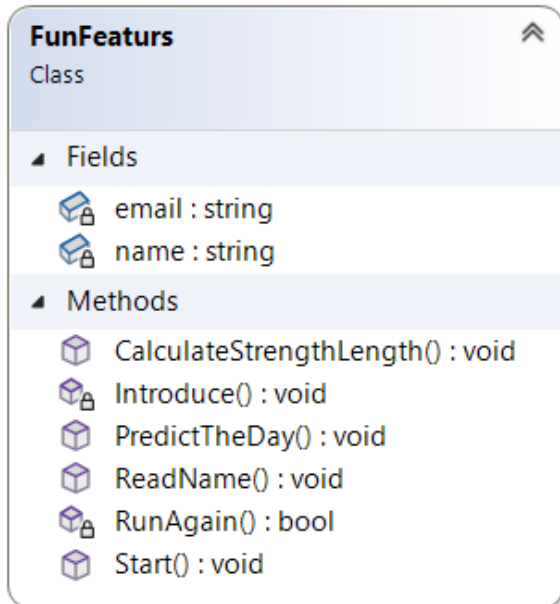 FunFeaturs
Class
Fields
email : string
name : string
Methods
CalculateStrengthLength() : void
Introduce() : void
PredictTheDay() : void
ReadName() : void
RunAgain() : bool
Start() : void